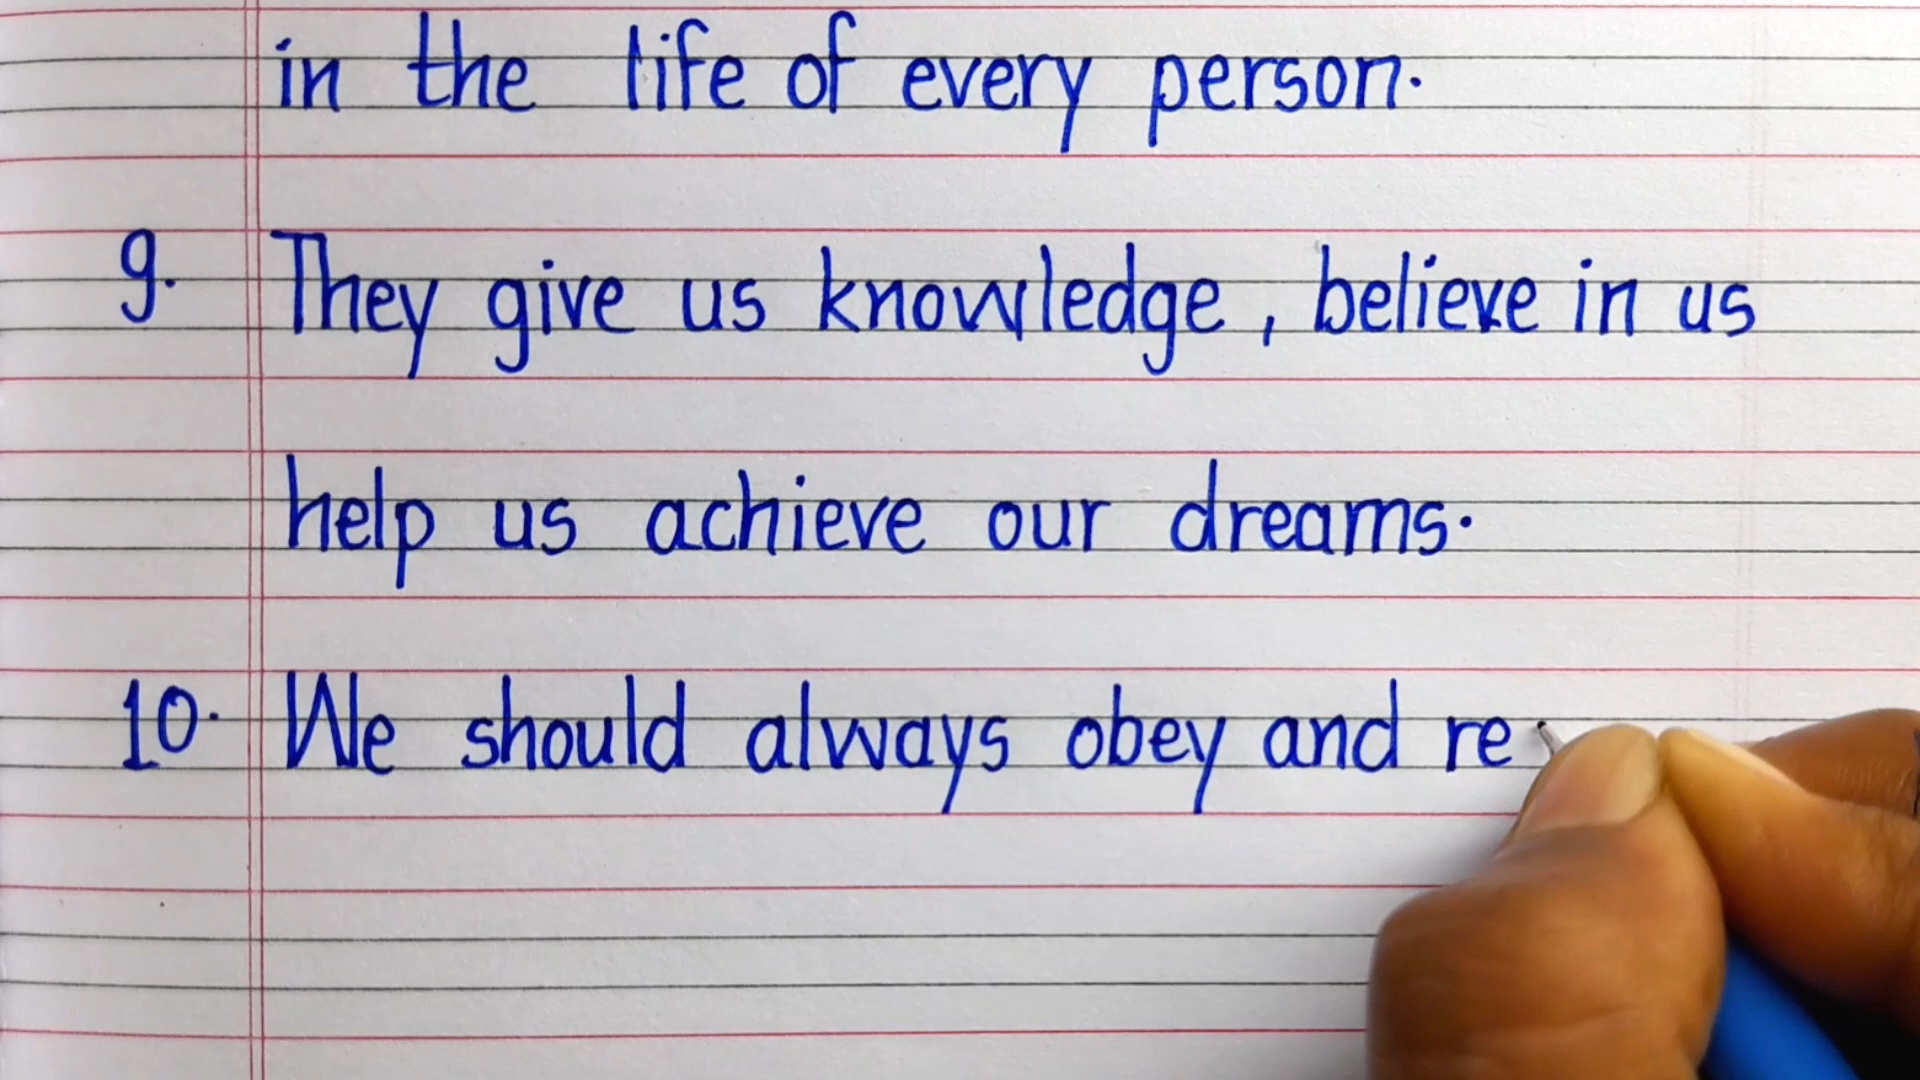 in the life of every person.
9. They give us knowledge, believe in us
help us achieve our dreams.
10. We should always obey and re